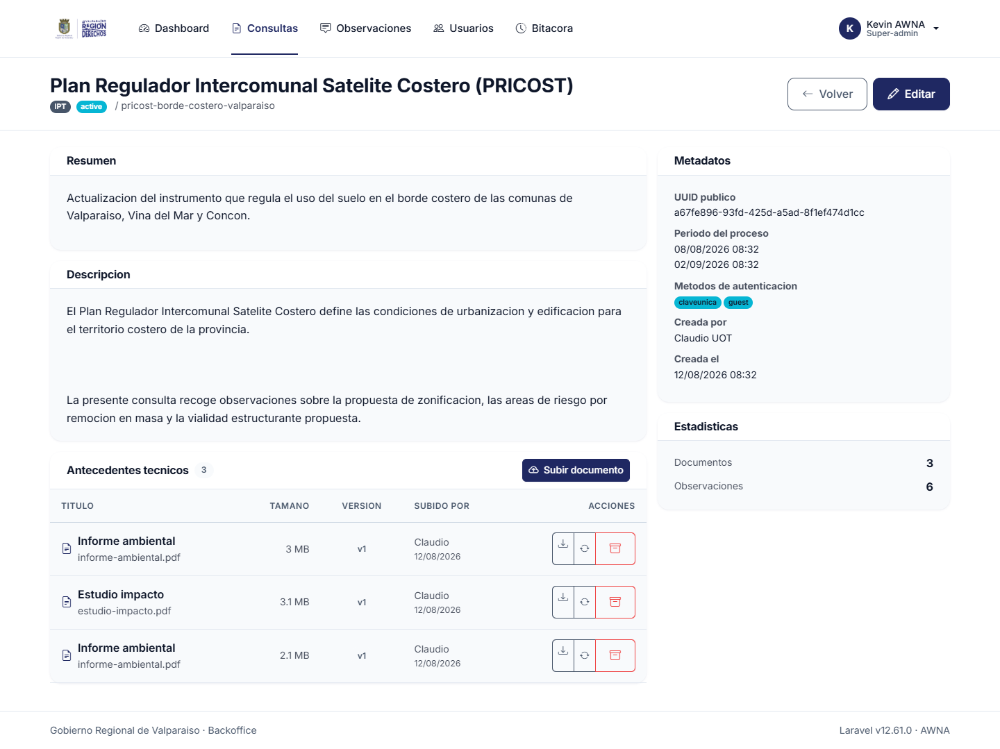 VALPARAÍSO
REGIÓN
DERECHOS
Dashboard
Consultas
Observaciones
Usuarios
Bitacora
K
Kevin AWNA
Super-admin
Plan Regulador Intercomunal Satelite Costero (PRICOST)
IPT active / pricost-borde-costero-valparaiso
Volver
Editar
Resumen
Actualizacion del instrumento que regula el uso del suelo en el borde costero de las comunas de
Valparaiso, Vina del Mar y Concon.
Descripcion
El Plan Regulador Intercomunal Satelite Costero define las condiciones de urbanizacion y edificacion para
el territorio costero de la provincia.
La presente consulta recoge observaciones sobre la propuesta de zonificacion, las areas de riesgo por
remocion en masa y la vialidad estructurante propuesta.
Antecedentes tecnicos 3
Subir documento
TITULO TAMANO VERSION SUBIDO POR ACCIONES
Informe ambiental
informe-ambiental.pdf
3 MB
v1
Claudio
12/08/2026
Estudio impacto
estudio-impacto.pdf
3.1 MB
v1
Claudio
12/08/2026
Informe ambiental
informe-ambiental.pdf
2.1 MB
v1
Claudio
12/08/2026
Metadatos
UUID publico
a67fe896-93fd-425d-a5ad-8f1ef474d1cc
Periodo del proceso
08/08/2026 08:32
02/09/2026 08:32
Metodos de autenticacion
claveunica guest
Creada por
Claudio UOT
Creada el
12/08/2026 08:32
Estadisticas
Documentos 3
Observaciones 6
Gobierno Regional de Valparaiso · Backoffice
Laravel v12.61.0 · AWNA